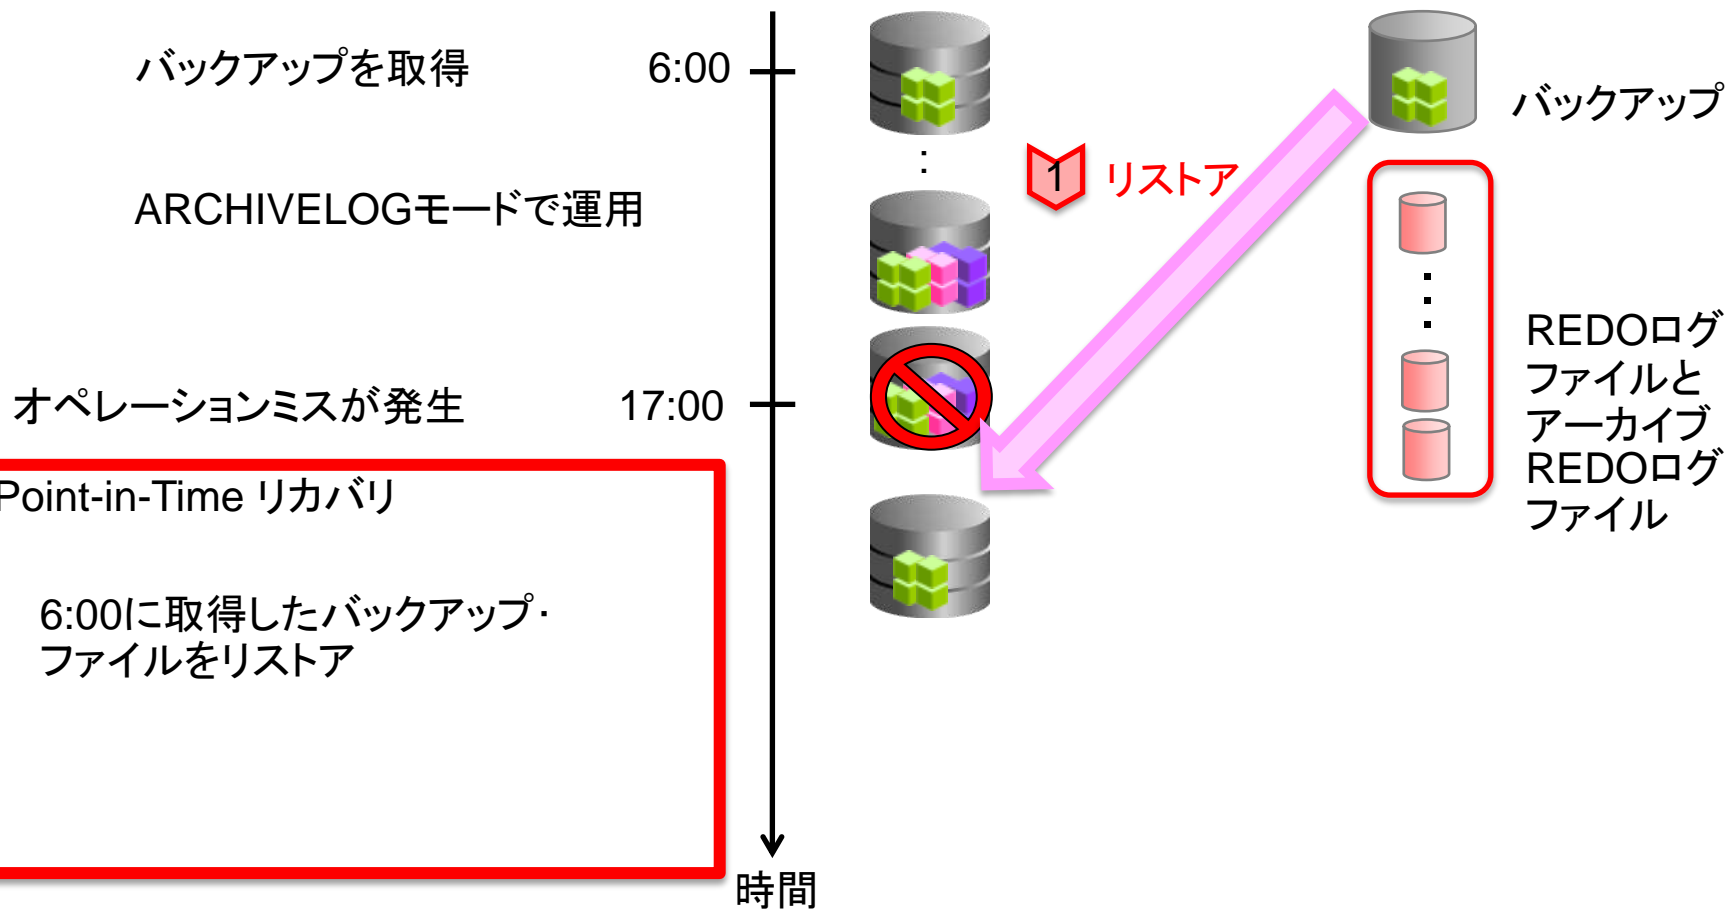 バックアップを取得
6:00
バックアップ
1
リストア
ARCHIVELOGモードで運用
:
REDOログ
ファイルと
アーカイブ
REDOログ
ファイル
オペレーションミスが発生
17:00
Point-in-Time リカバリ
6:00に取得したバックアップ・
ファイルをリストア
時間